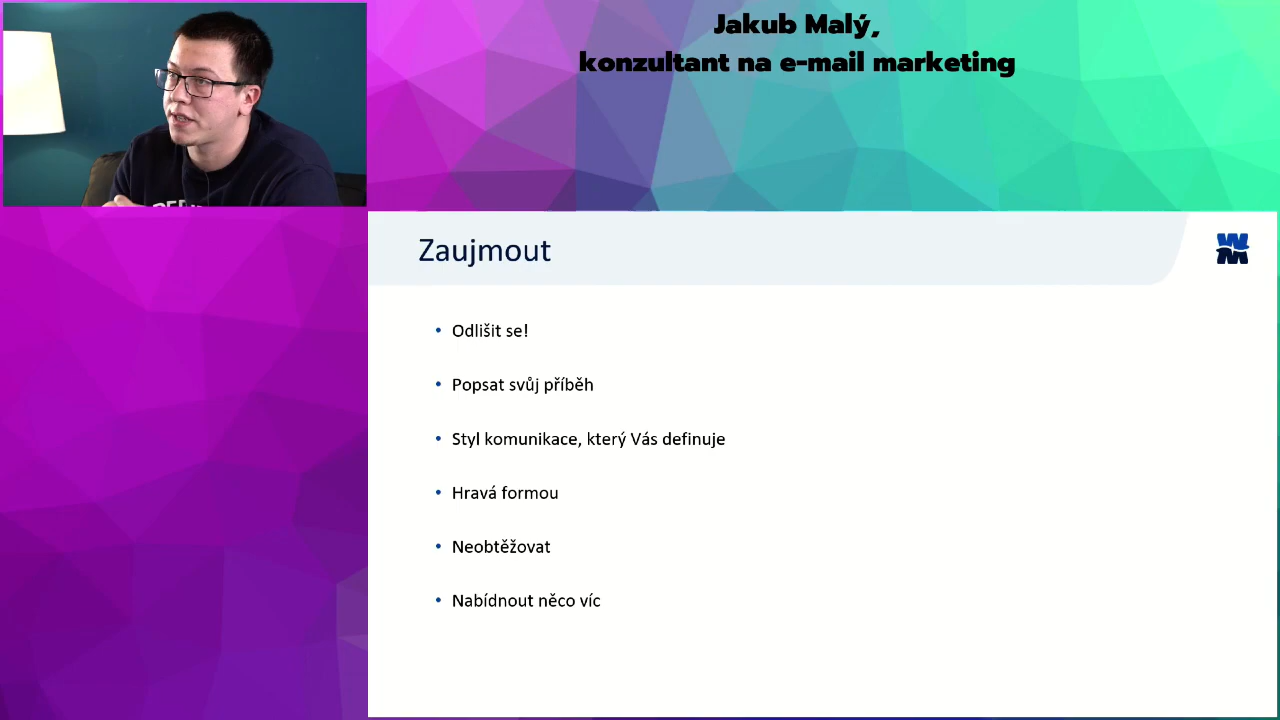 Jakub Malý,
konzultant na e-mail marketing
Zaujmout
Odlišit se!
Popsat svůj příběh
Styl komunikace, který Vás definuje
Hravá formou
Neobtěžovat
Nabídnout něco víc